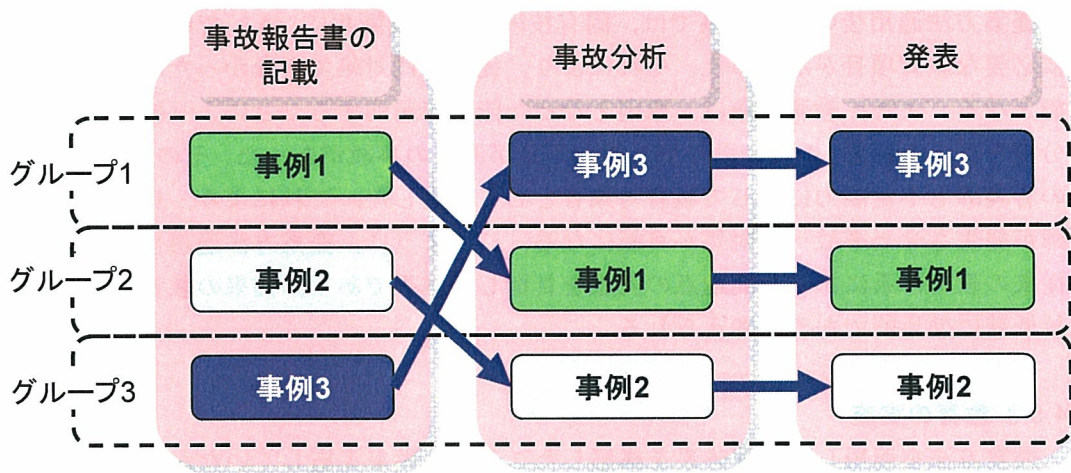 事故報告書の
記載
事故分析
発表
グループ1
事例1
事例3
事例3
グループ2
事例2
事例1
事例1
グループ3
事例3
事例2
事例2